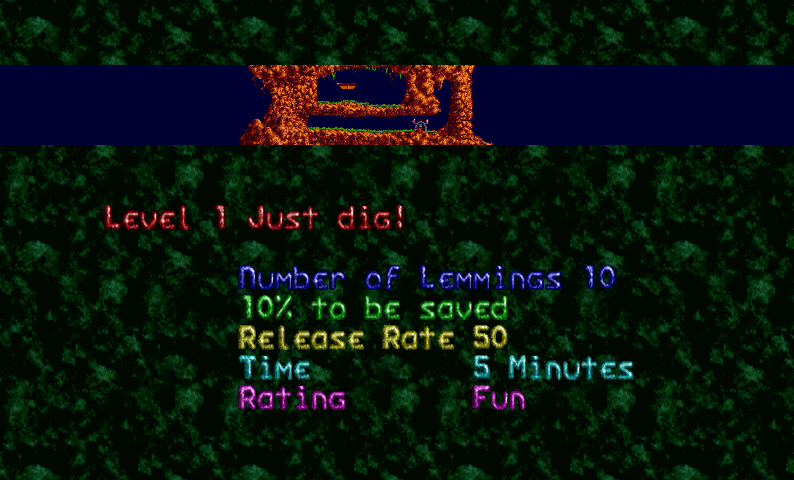 Level 1 Just dig!
Number of Lemmings 10
10% to be saved
Release Rate 50
Time 5 Minutes
Rating Fun